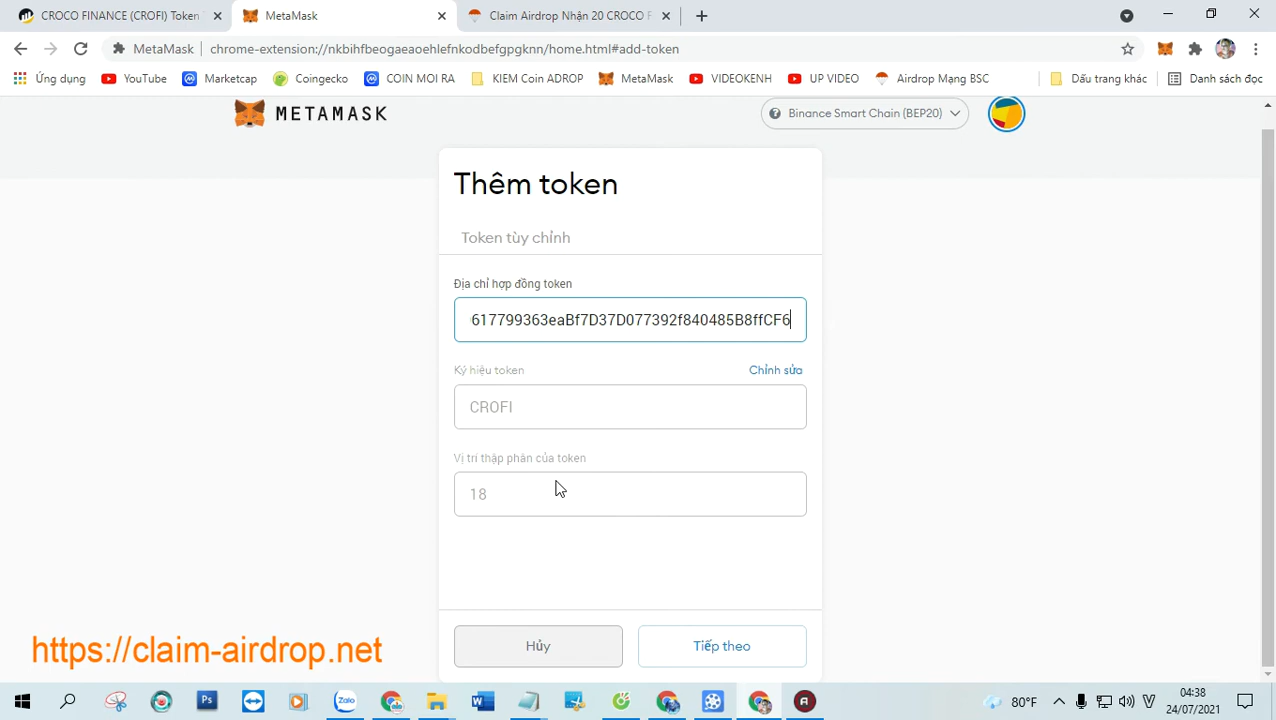 CROCO FINANCE (CROFI) Token
MetaMask
Claim Airdrop Nhận 20 CROCO F
MetaMask
chrome-extension://nkbihfbeogaeaoehlefnkodbefgpgknn/home.html#add-token
Ứng dụng
YouTube
Marketcap
Coingecko
COIN MOI RA
KIEM Coin ADROP
MetaMask
VIDEOKENH
UP VIDEO
Airdrop Mạng BSC
Dấu trang khác
Danh sách đọc
METAMASK
Binance Smart Chain (BEP20)
Thêm token
Token tùy chỉnh
Địa chỉ hợp đồng token
617799363eaBf7D37D077392f840485B8ffCF6
Ký hiệu token
Chỉnh sửa
CROFI
Vị trí thập phân của token
18
Hủy
Tiếp theo
https://claim-airdrop.net
Ps
Zalo
80°F
04:38
24/07/2021